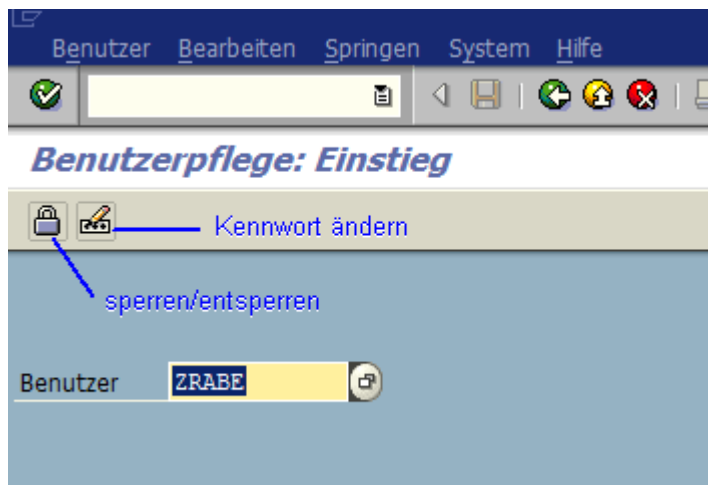 Benutzer Bearbeiten Springen System Hilfe
Benutzerpflege: Einstieg
Kennwort ändern
sperren/entsperren
Benutzer ZRABE